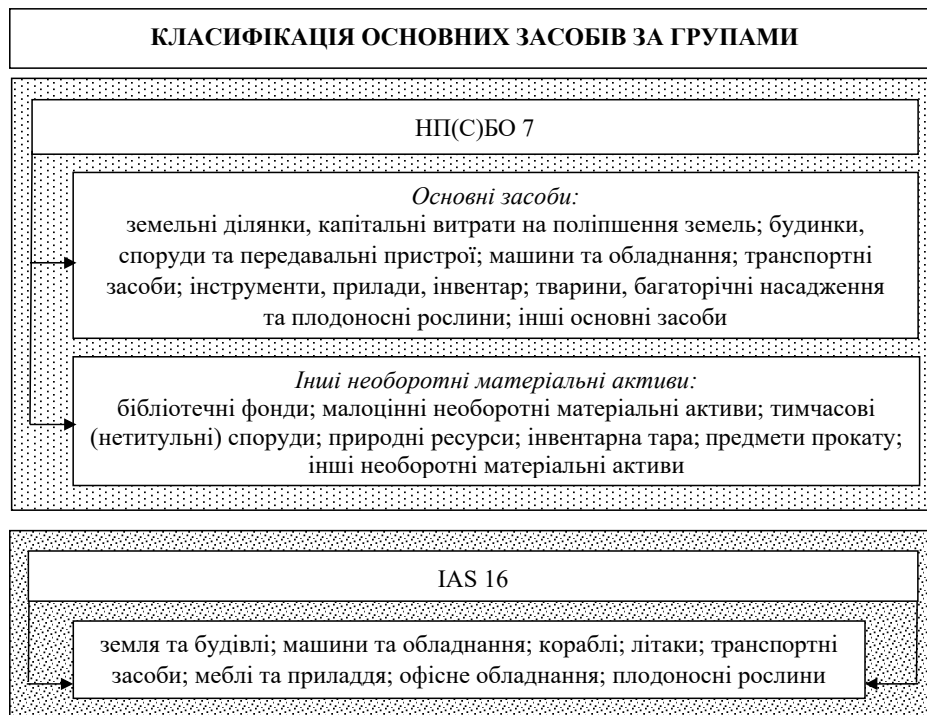 КЛАСИФІКАЦІЯ ОСНОВНИХ ЗАСОБІВ ЗА ГРУПАМИ
НП(С)БО 7
Основні засоби:
земельні ділянки, капітальні витрати на поліпшення земель; будинки,
споруди та передавальні пристрої; машини та обладнання; транспортні
засоби; інструменти, прилади, інвентар; тварини, багаторічні насадження
та плодоносні рослини; інші основні засоби
Інші необоротні матеріальні активи:
бібліотечні фонди; малоцінні необоротні матеріальні активи; тимчасові
(нетитульні) споруди; природні ресурси; інвентарна тара; предмети прокату;
інші необоротні матеріальні активи
IAS 16
земля та будівлі; машини та обладнання; кораблі; літаки; транспортні
засоби; меблі та приладдя; офісне обладнання; плодоносні рослини